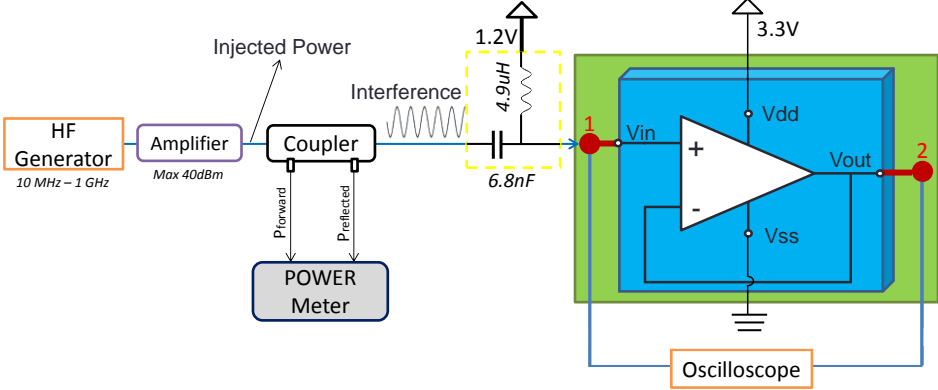 1.2V
3.3V
Injected Power
4.9uH
Interference
HF
Generator
10 MHz – 1 GHz
Amplifier
Max 40dBm
Coupler
6.8nF
1
Vin
+
-
Vdd
Vss
Vout
2
Pforward
Preflected
POWER
Meter
Oscilloscope